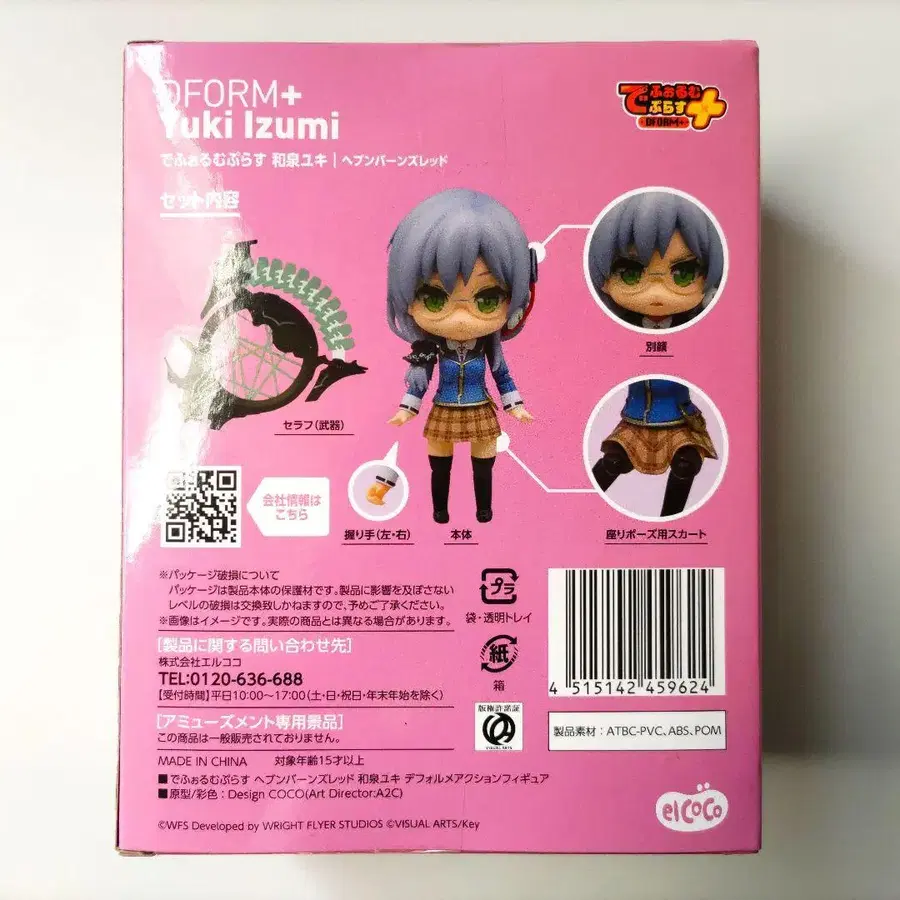 DFORM+
Yuki Izumi
でふぉるむぷらす 和泉ユキ｜ヘブンバーンズレッド
でふぉるむ
ぷらす+
DFORM+
セット内容
セラフ（武器）
別顔
会社情報は
こちら
握り手（左・右）
本体
座りポーズ用スカート
※パッケージ破損について
パッケージは製品本体の保護材です。製品に影響を及ぼさない
レベルの破損は交換致しかねますので、予めご了承ください。
※画像はイメージです。実際の商品とは異なる場合があります。
[製品に関する問い合わせ先]
株式会社エルココ
TEL:0120-636-688
【受付時間】平日10:00～17:00（土・日・祝日・年末年始を除く）
[アミューズメント専用景品]
この商品は一般販売されておりません。
MADE IN CHINA 対象年齢15才以上
■でふぉるむぷらす ヘブンバーンズレッド 和泉ユキ デフォルメアクションフィギュア
■原型/彩色：Design COCO(Art Director:A2C)
©WFS Developed by WRIGHT FLYER STUDIOS ©VISUAL ARTS/Key
プラ
袋・透明トレイ
紙
箱
版権許諾証
VISUAL ARTS
4 515142 459624
製品素材：ATBC-PVC、ABS、POM
elCoCo